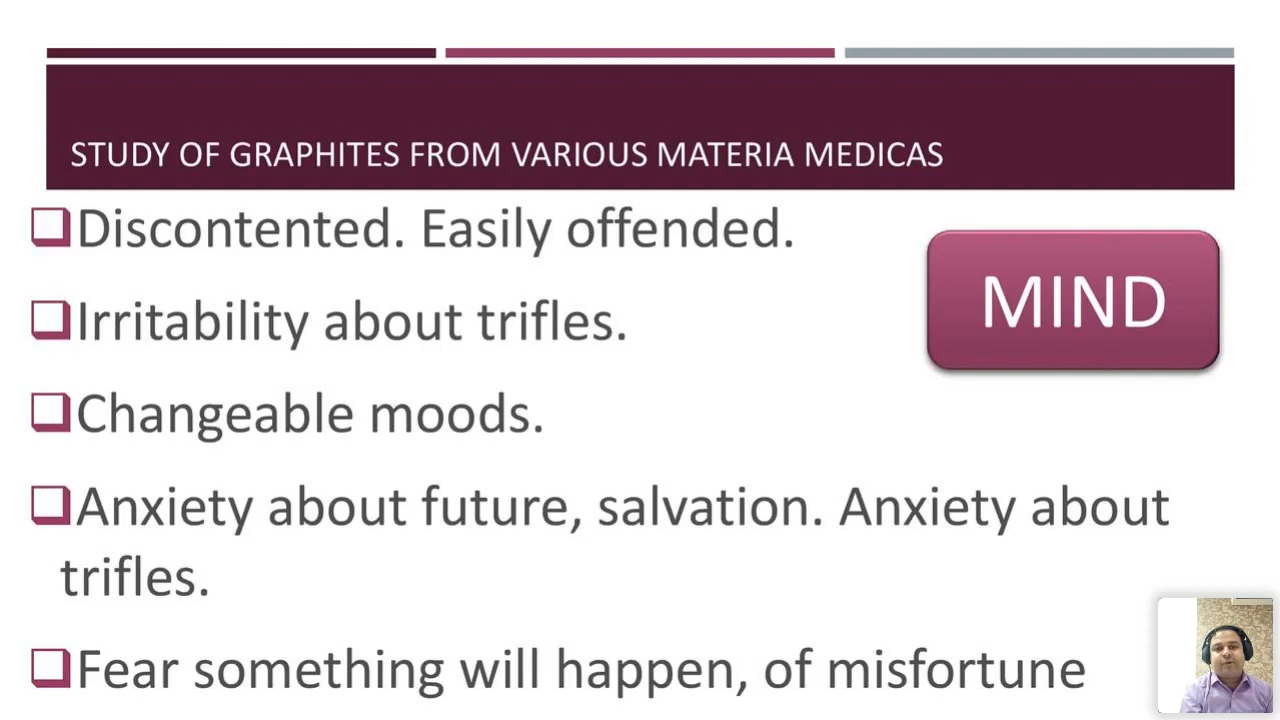 STUDY OF GRAPHITES FROM VARIOUS MATERIA MEDICAS
Discontented. Easily offended.
MIND
Irritability about trifles.
Changeable moods.
Anxiety about future, salvation. Anxiety about
trifles.
Fear something will happen, of misfortune